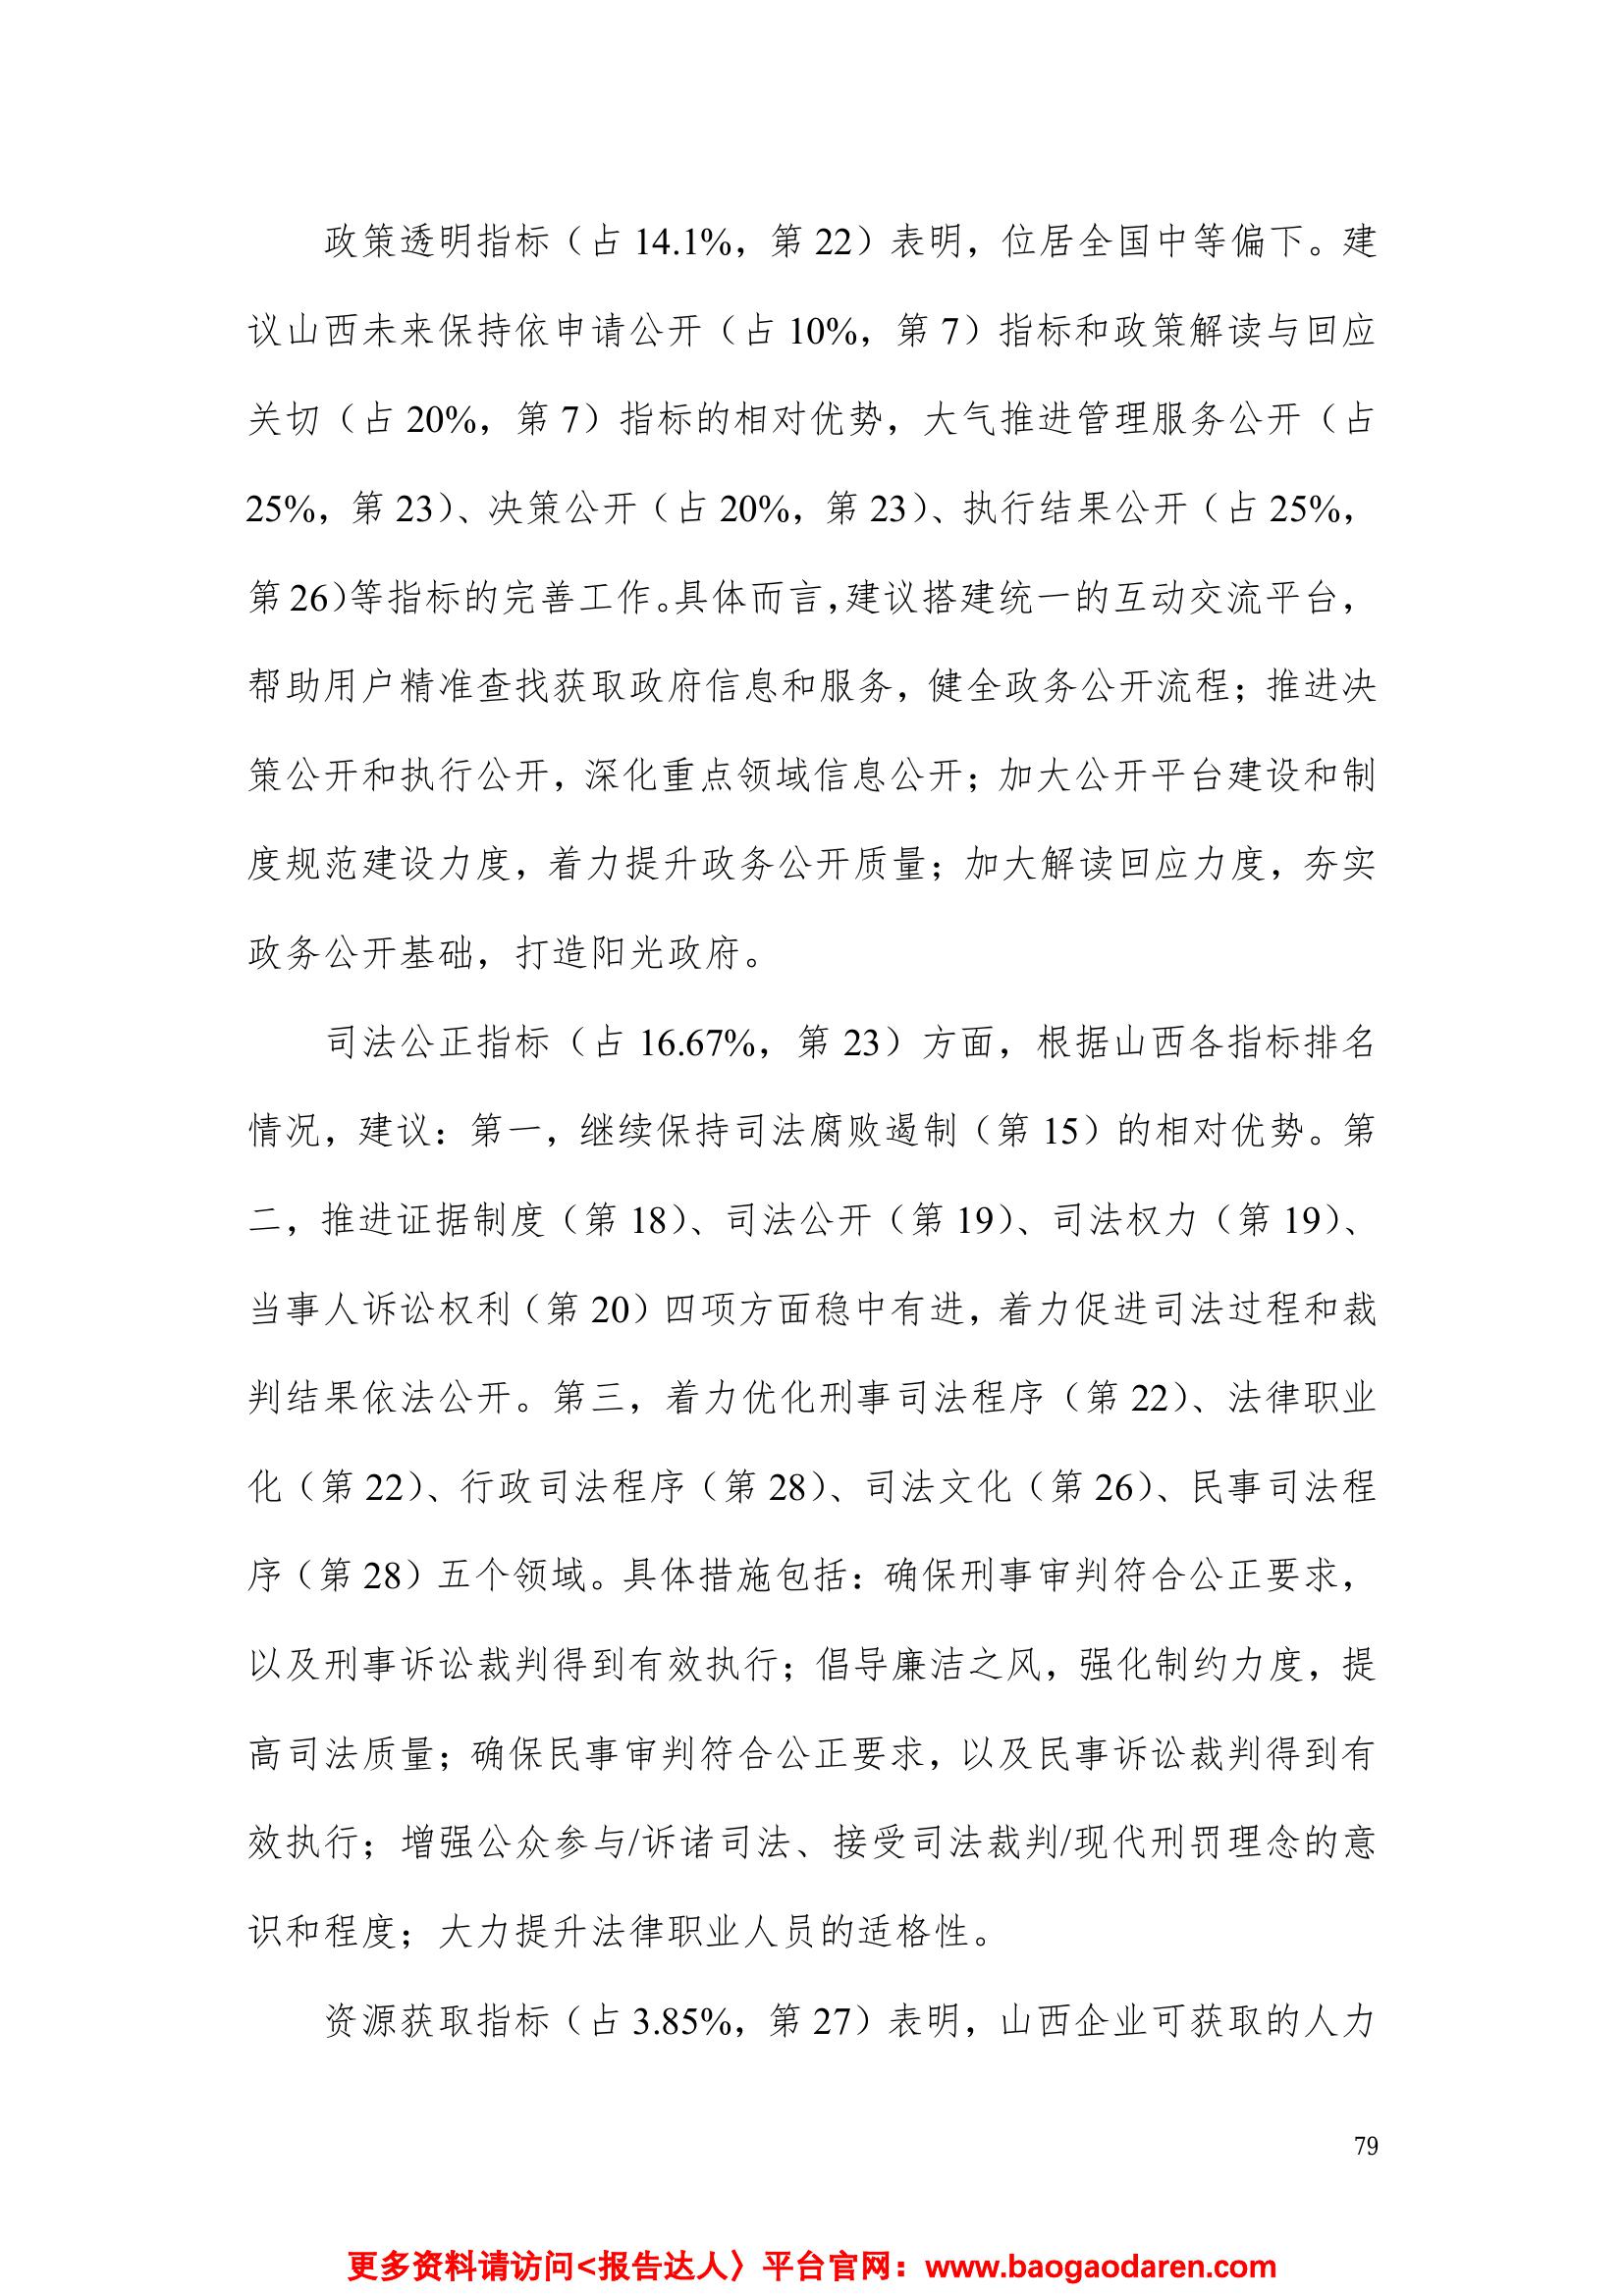 政策透明指标（占 14.1%，第 22）表明，位居全国中等偏下。建
议山西未来保持依申请公开（占 10%，第 7）指标和政策解读与回应
关切（占 20%，第 7）指标的相对优势，大气推进管理服务公开（占
25%，第 23）、决策公开（占 20%，第 23）、执行结果公开（占 25%，
第 26）等指标的完善工作。具体而言，建议搭建统一的互动交流平台，
帮助用户精准查找获取政府信息和服务，健全政务公开流程；推进决
策公开和执行公开，深化重点领域信息公开；加大公开平台建设和制
度规范建设力度，着力提升政务公开质量；加大解读回应力度，夯实
政务公开基础，打造阳光政府。
司法公正指标（占 16.67%，第 23）方面，根据山西各指标排名
情况，建议：第一，继续保持司法腐败遏制（第 15）的相对优势。第
二，推进证据制度（第 18）、司法公开（第 19）、司法权力（第 19）、
当事人诉讼权利（第 20）四项方面稳中有进，着力促进司法过程和裁
判结果依法公开。第三，着力优化刑事司法程序（第 22）、法律职业
化（第 22）、行政司法程序（第 28）、司法文化（第 26）、民事司法程
序（第 28）五个领域。具体措施包括：确保刑事审判符合公正要求，
以及刑事诉讼裁判得到有效执行；倡导廉洁之风，强化制约力度，提
高司法质量；确保民事审判符合公正要求，以及民事诉讼裁判得到有
效执行；增强公众参与/诉诸司法、接受司法裁判/现代刑罚理念的意
识和程度；大力提升法律职业人员的适格性。
资源获取指标（占 3.85%，第 27）表明，山西企业可获取的人力
79
更多资料请访问<报告达人〉平台官网：www.baogaodaren.com